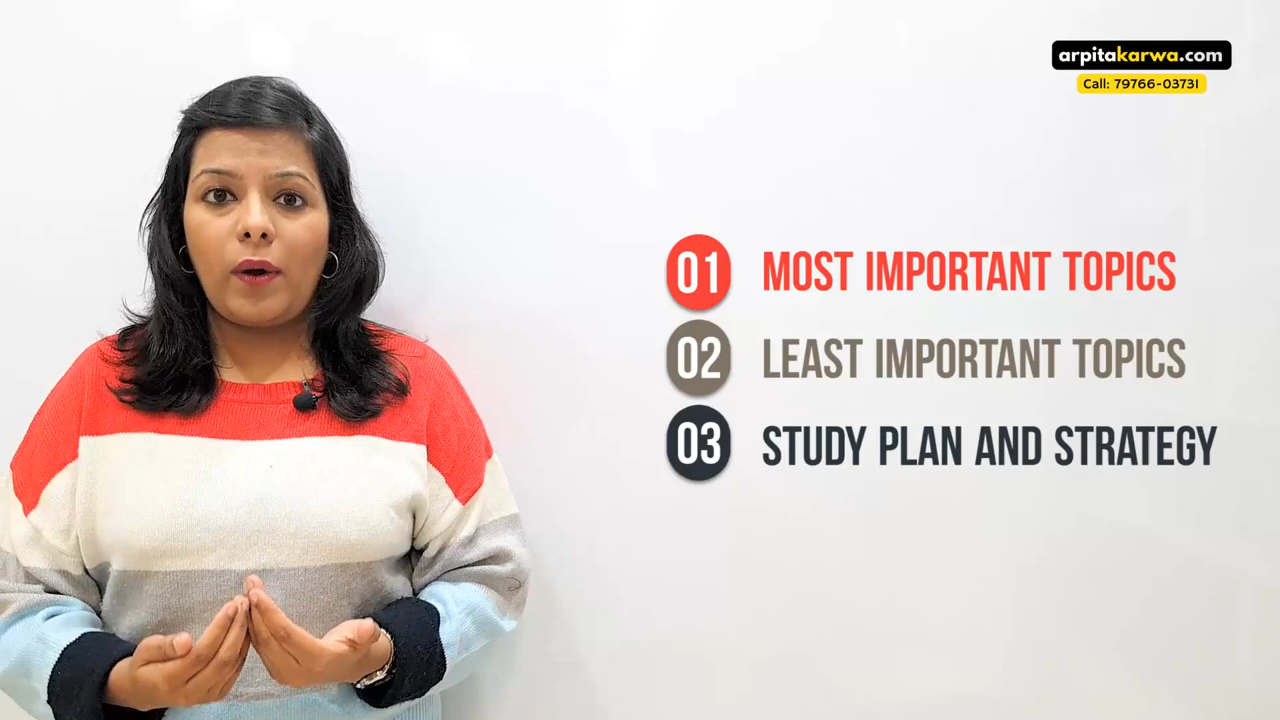 arpitakarwa.com
Call: 79766-03731
01 MOST IMPORTANT TOPICS
02 LEAST IMPORTANT TOPICS
03 STUDY PLAN AND STRATEGY